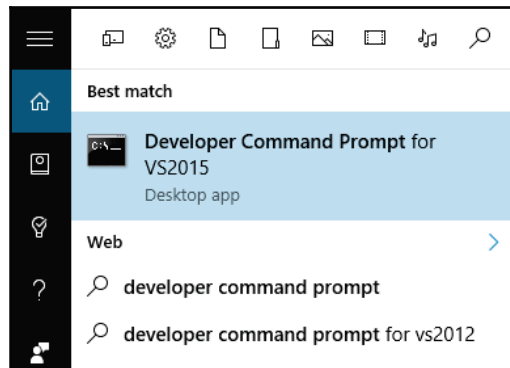 Best match
C:\_
Developer Command Prompt for
VS2015
Desktop app
Web
developer command prompt
developer command prompt for vs2012